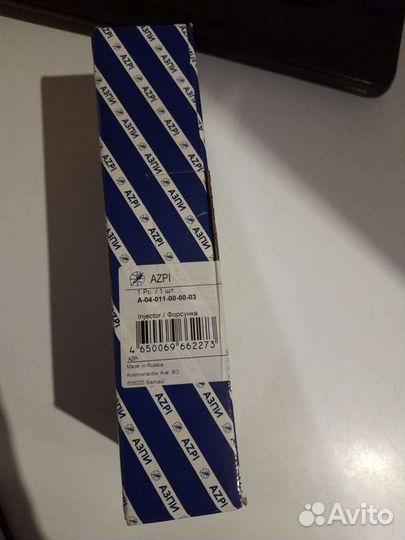 AZPI
1 Pc. / 1 шт
A-04-011-00-00-03
Injector / Форсунка
4 650069 662273
AZPI
Made in Russia
Kosmonavtov Ave. 6/2
656023 Barnaul
АЗПИ
AZPI
АЗПИ
AZPI
АЗПИ
AZPI
Avito